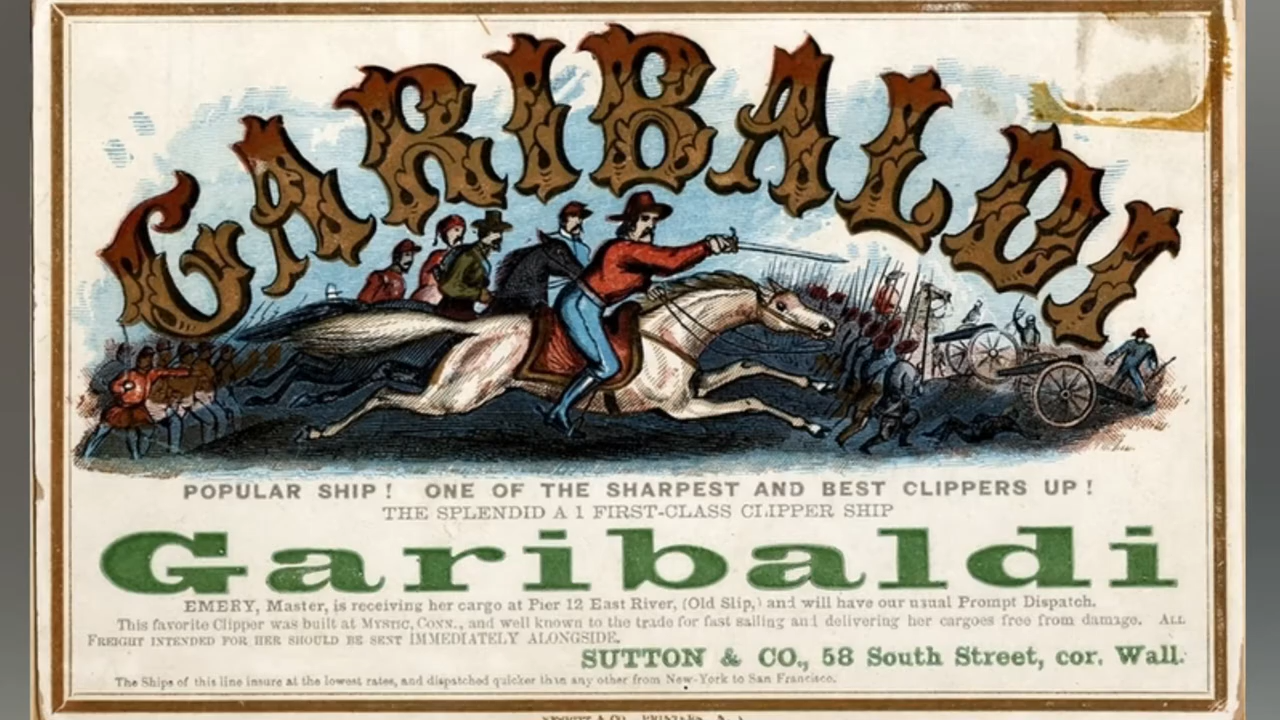 GARIBALDI
POPULAR SHIP! ONE OF THE SHARPEST AND BEST CLIPPERS UP!
THE SPLENDID A 1 FIRST-CLASS CLIPPER SHIP
Garibaldi
EMERY, Master, is receiving her cargo at Pier 12 East River, (Old Slip,) and will have our usual Prompt Dispatch.
This favorite Clipper was built at MYSTIC, CONN., and well known to the trade for fast sailing and delivering her cargoes free from damage. ALL
FREIGHT INTENDED FOR HER SHOULD BE SENT IMMEDIATELY ALONGSIDE.
SUTTON & CO., 58 South Street, cor. Wall.
The Ships of this line insure at the lowest rates, and dispatched quicker than any other from New-York to San Francisco.